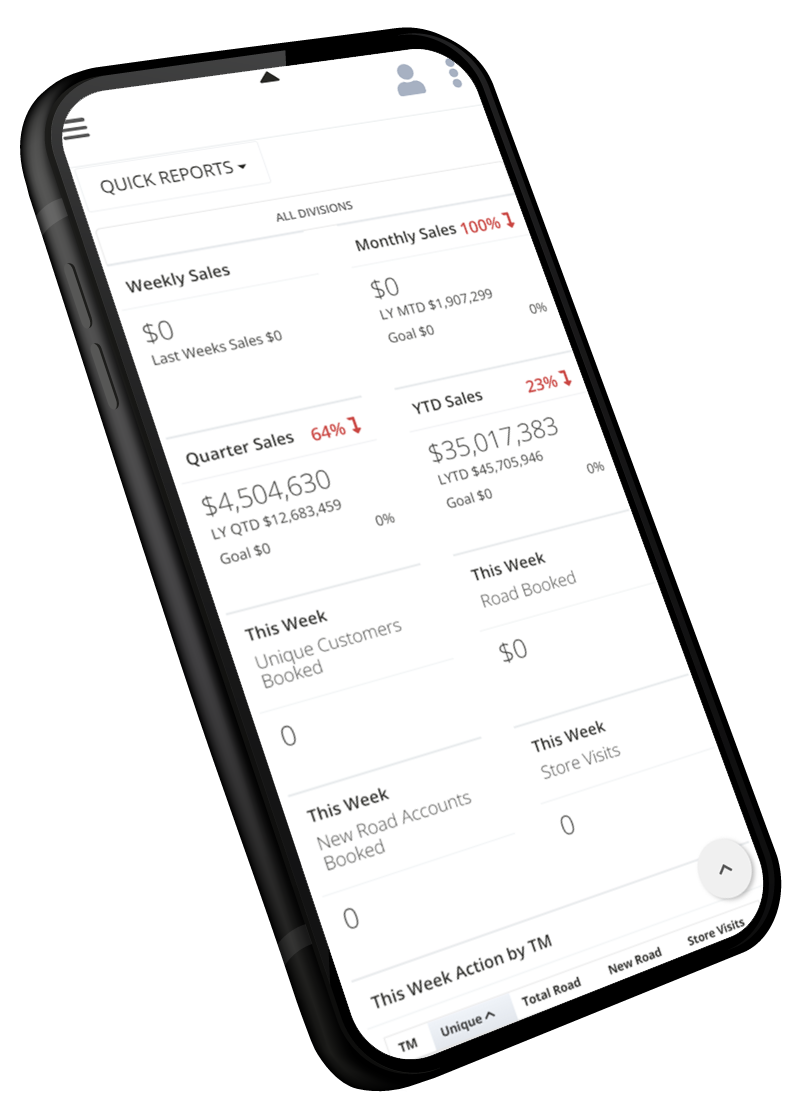 QUICK REPORTS
ALL DIVISIONS
Weekly Sales
$0
Last Weeks Sales $0
Monthly Sales 100%
$0
LY MTD $1,907,299
Goal $0
0%
Quarter Sales 64%
$4,504,630
LY QTD $12,683,459
Goal $0
0%
YTD Sales 23%
$35,017,383
LYTD $45,705,946
Goal $0
0%
This Week
Unique Customers
Booked
0
This Week
Road Booked
$0
This Week
New Road Accounts
Booked
0
This Week
Store Visits
0
This Week Action by TM
TM Unique Total Road New Road Store Visits